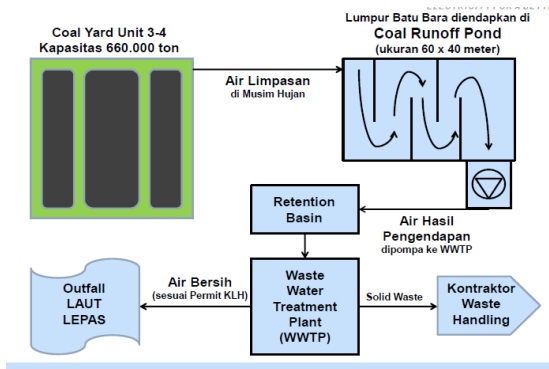 Coal Yard Unit 3-4
Kapasitas 660.000 ton
Lumpur Batu Bara diendapkan di
Coal Runoff Pond
(ukuran 60 x 40 meter)
Air Limpasan
di Musim Hujan
Retention
Basin
Air Hasil
Pengendapan
dipompa ke WWTP
Outfall
LAUT
LEPAS
Air Bersih
(sesuai Permit KLH)
Waste
Water
Treatment
Plant
(WWTP)
Solid Waste
Kontraktor
Waste
Handling